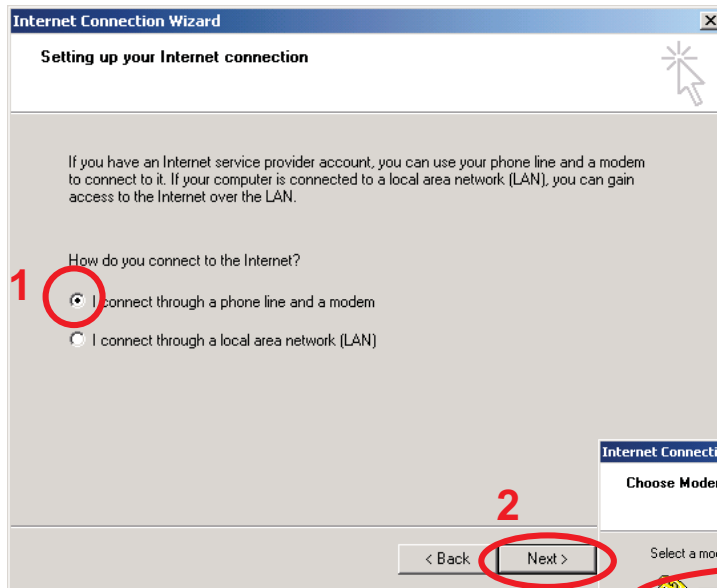 Internet Connection Wizard
Setting up your Internet connection
If you have an Internet service provider account, you can use your phone line and a modem
to connect to it. If your computer is connected to a local area network (LAN), you can gain
access to the Internet over the LAN.
How do you connect to the Internet?
1
I connect through a phone line and a modem
I connect through a local area network (LAN)
2
< Back
Next >
Internet Connecti
Choose Moder
Select a mo